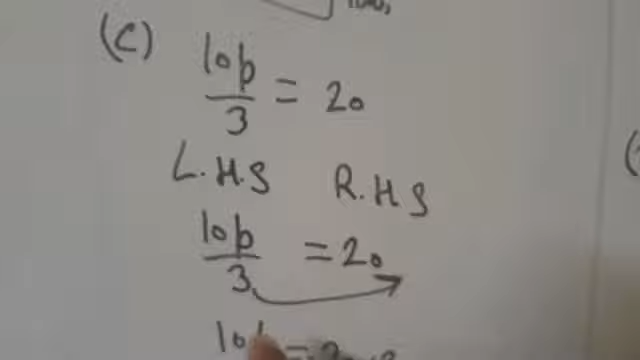 (C) 10p/3 = 20
L.H.S R.H.S
10p/3 = 20